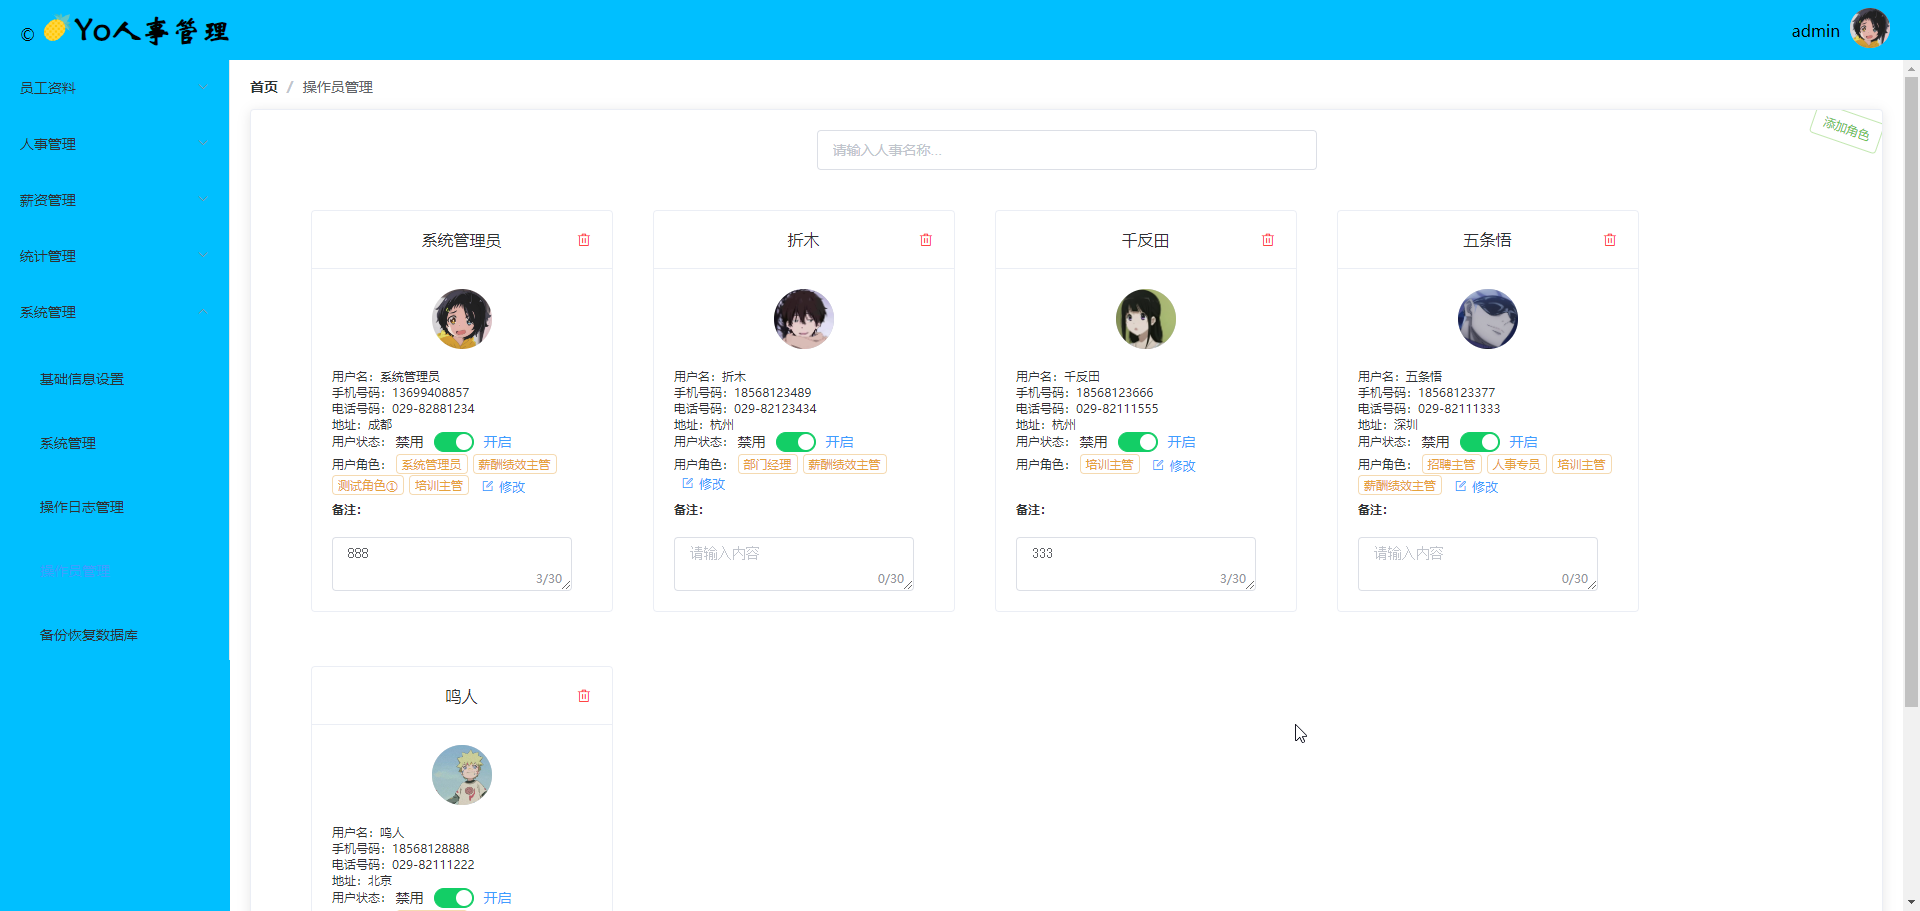 © Yo人事管理
admin
员工资料
人事管理
薪资管理
统计管理
系统管理
基础信息设置
系统管理
操作日志管理
备份恢复数据库
首页 / 操作员管理
添加角色
请输入人事名称...
系统管理员
用户名：系统管理员
手机号码：13699408857
电话号码：029-82881234
地址：成都
用户状态： 禁用 开启
用户角色： 系统管理员 薪酬绩效主管
测试角色① 培训主管 修改
备注：
888
3/30
折木
用户名：折木
手机号码：18568123489
电话号码：029-82123434
地址：杭州
用户状态： 禁用 开启
用户角色： 部门经理 薪酬绩效主管
修改
备注：
请输入内容
0/30
千反田
用户名：千反田
手机号码：18568123666
电话号码：029-82111555
地址：杭州
用户状态： 禁用 开启
用户角色： 培训主管 修改
备注：
333
3/30
五条悟
用户名：五条悟
手机号码：18568123377
电话号码：029-82111333
地址：深圳
用户状态： 禁用 开启
用户角色： 招聘主管 人事专员 培训主管
薪酬绩效主管 修改
备注：
请输入内容
0/30
鸣人
用户名：鸣人
手机号码：18568128888
电话号码：029-82111222
地址：北京
用户状态： 禁用 开启